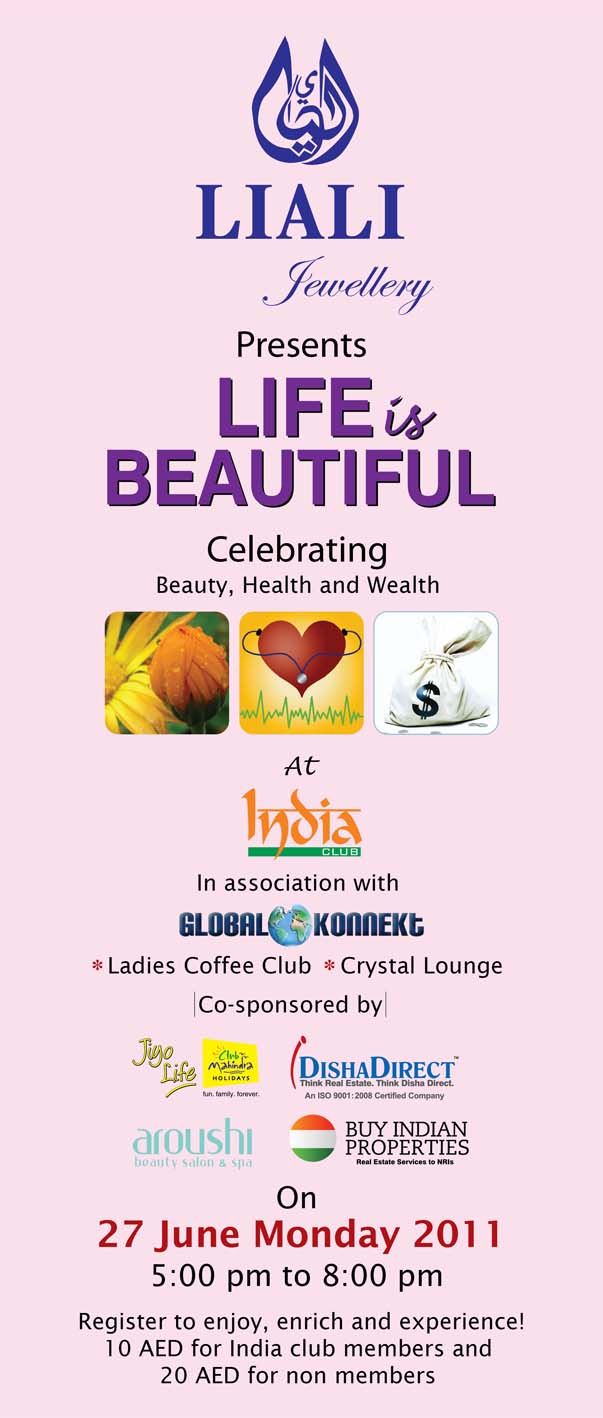 ليالي
LIALI
Jewellery
Presents
LIFE is
BEAUTIFUL
Celebrating
Beauty, Health and Wealth
$
At
India
CLUB
In association with
GLOBAL KONNEKt
*Ladies Coffee Club *Crystal Lounge
|Co-sponsored by|
Jiyo
Life
Club
Mahindra
HOLIDAYS
fun. family. forever.
DISHADIRECT™
Think Real Estate. Think Disha Direct.
An ISO 9001:2008 Certified Company
aroushi
beauty salon & spa
BUY INDIAN
PROPERTIES
Real Estate Services to NRIs
On
27 June Monday 2011
5:00 pm to 8:00 pm
Register to enjoy, enrich and experience!
10 AED for India club members and
20 AED for non members